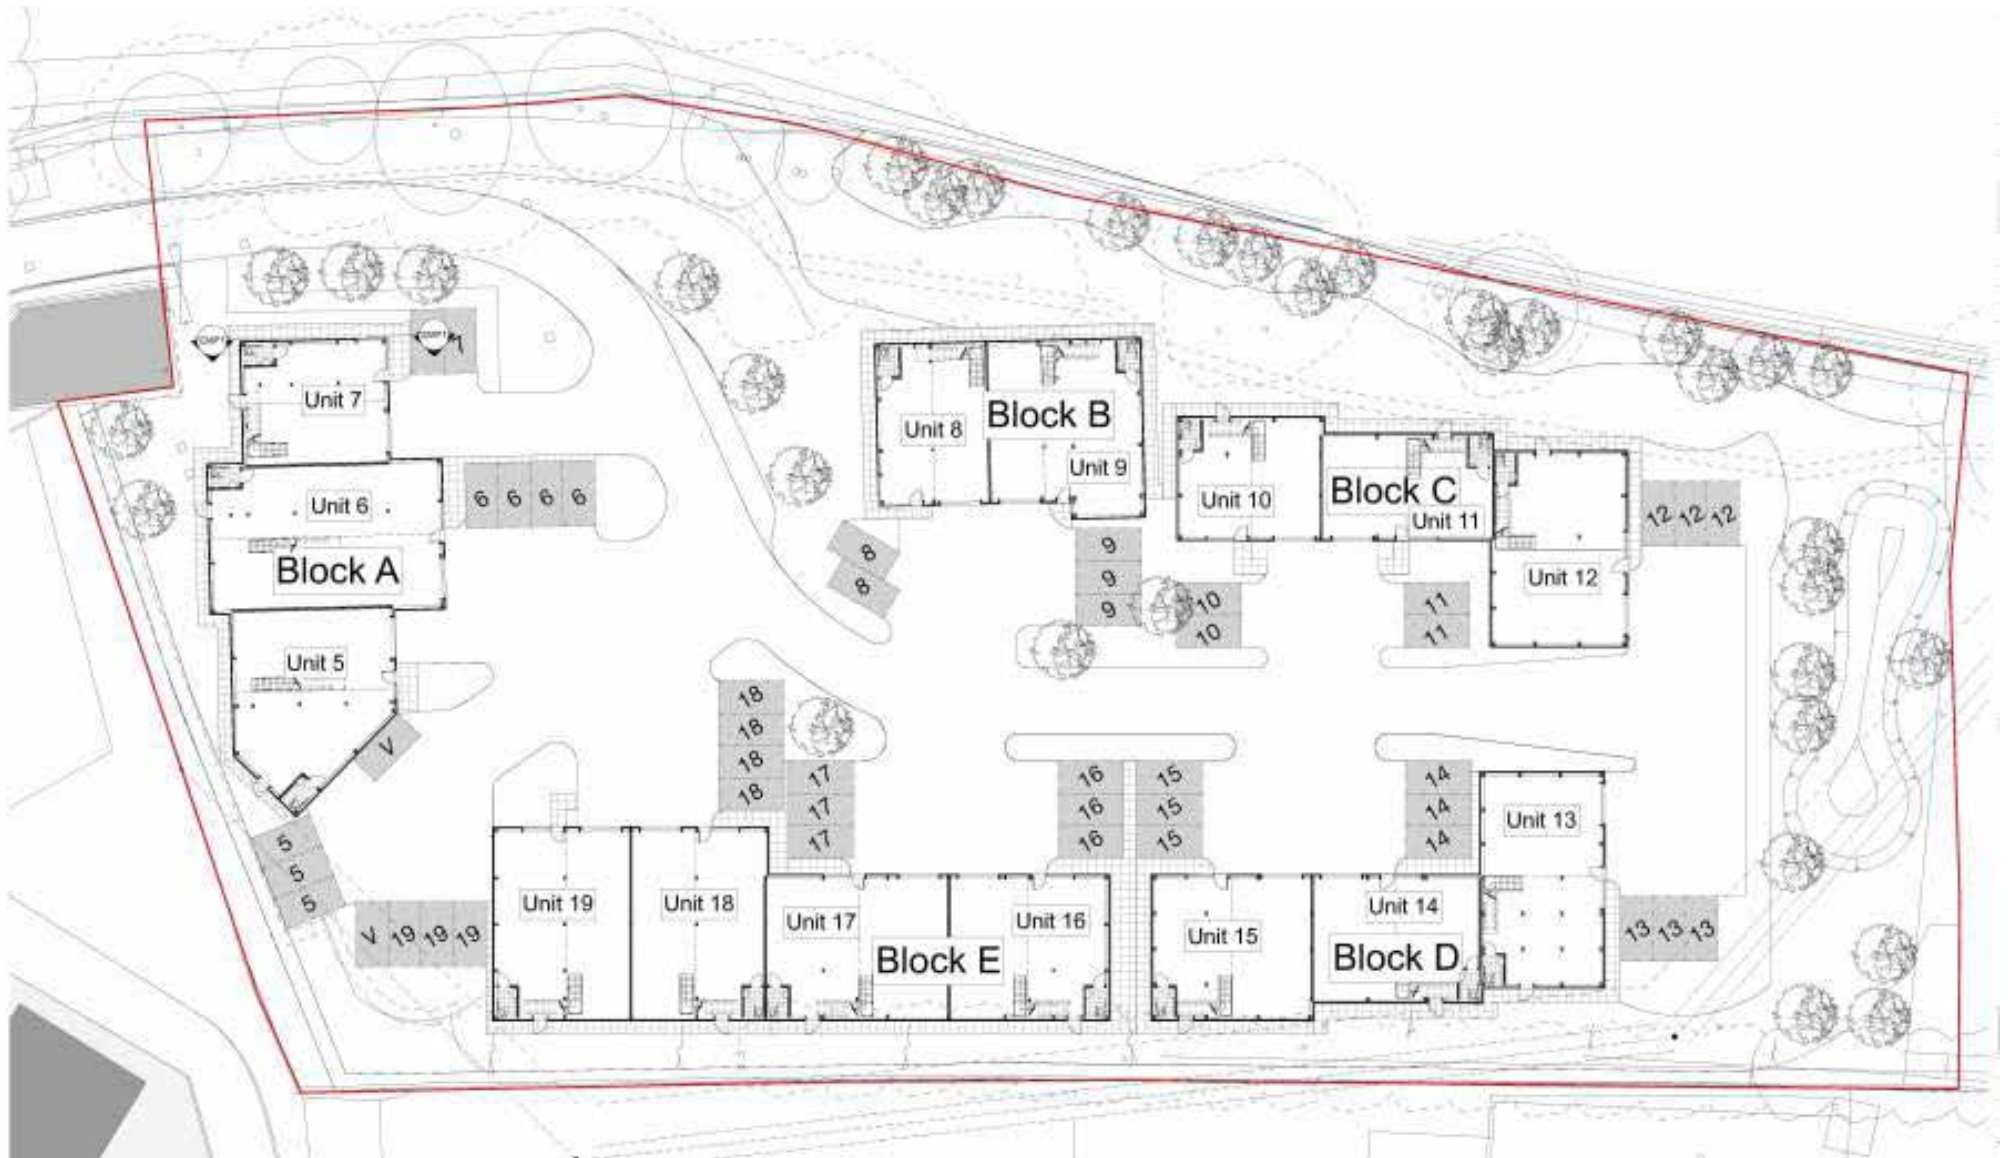 7
Unit 7
Unit 8
Block B
Unit 9
Unit 6
6 6 6 6
Block A
Unit 10
Block C
Unit 11
12 12 12
Unit 12
8
8
9
9
9
10
10
11
11
Unit 5
V
18
18
18
18
17
17
17
16
16
16
15
15
15
14
14
14
Unit 13
5
5
5
V 19 19 19
Unit 19
Unit 18
Unit 17
Unit 16
Block E
Unit 15
Unit 14
Block D
13 13 13